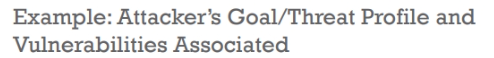 Example: Attacker’s Goal/Threat Profile and
Vulnerabilities Associated